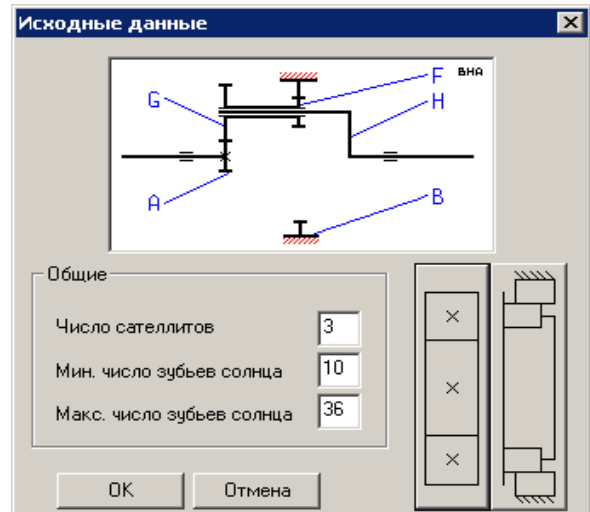 Исходные данные
F
ВНА
G
H
A
B
Общие
Число сателлитов 3
Мин. число зубьев солнца 10
Макс. число зубьев солнца 36
OK Отмена